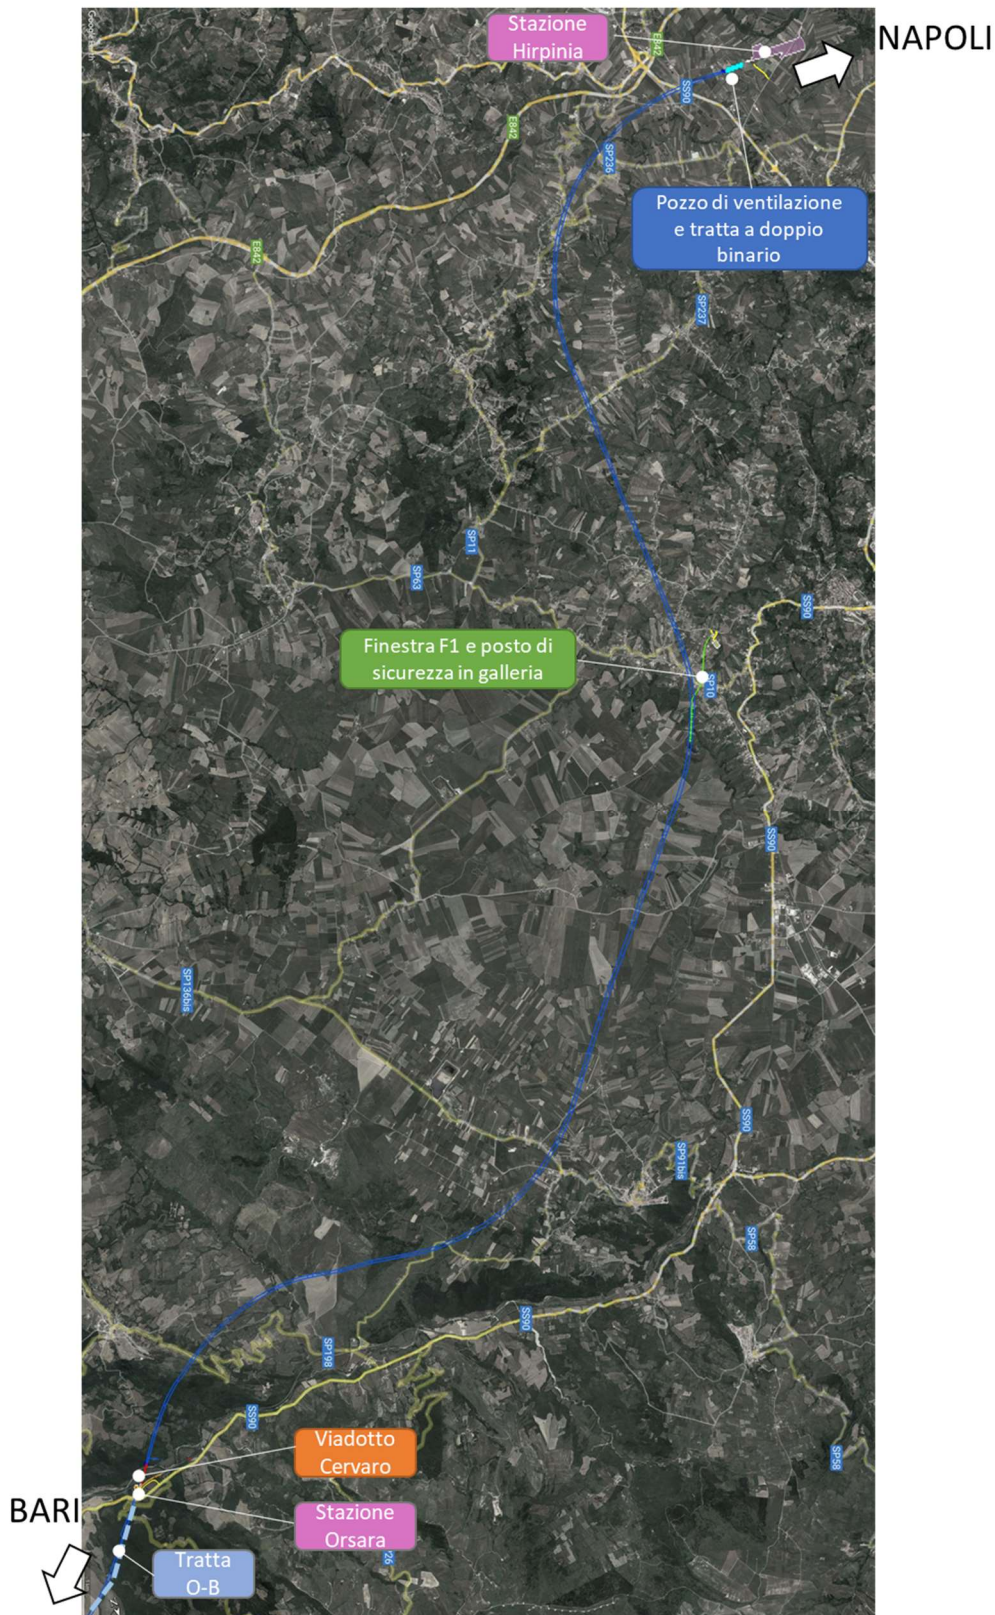 Stazione
Hirpinia
NAPOLI
E842
SS90
E842
SP236
Pozzo di ventilazione
e tratta a doppio
binario
E842
SP237
SP11
SP63
SS90
Finestra F1 e posto di
sicurezza in galleria
SP10
SS90
SP136bis
SS90
SP91bis
SP58
SS90
SP198
SS90
Viadotto
Cervaro
SP58
BARI
Stazione
Orsara
Tratta
O-B